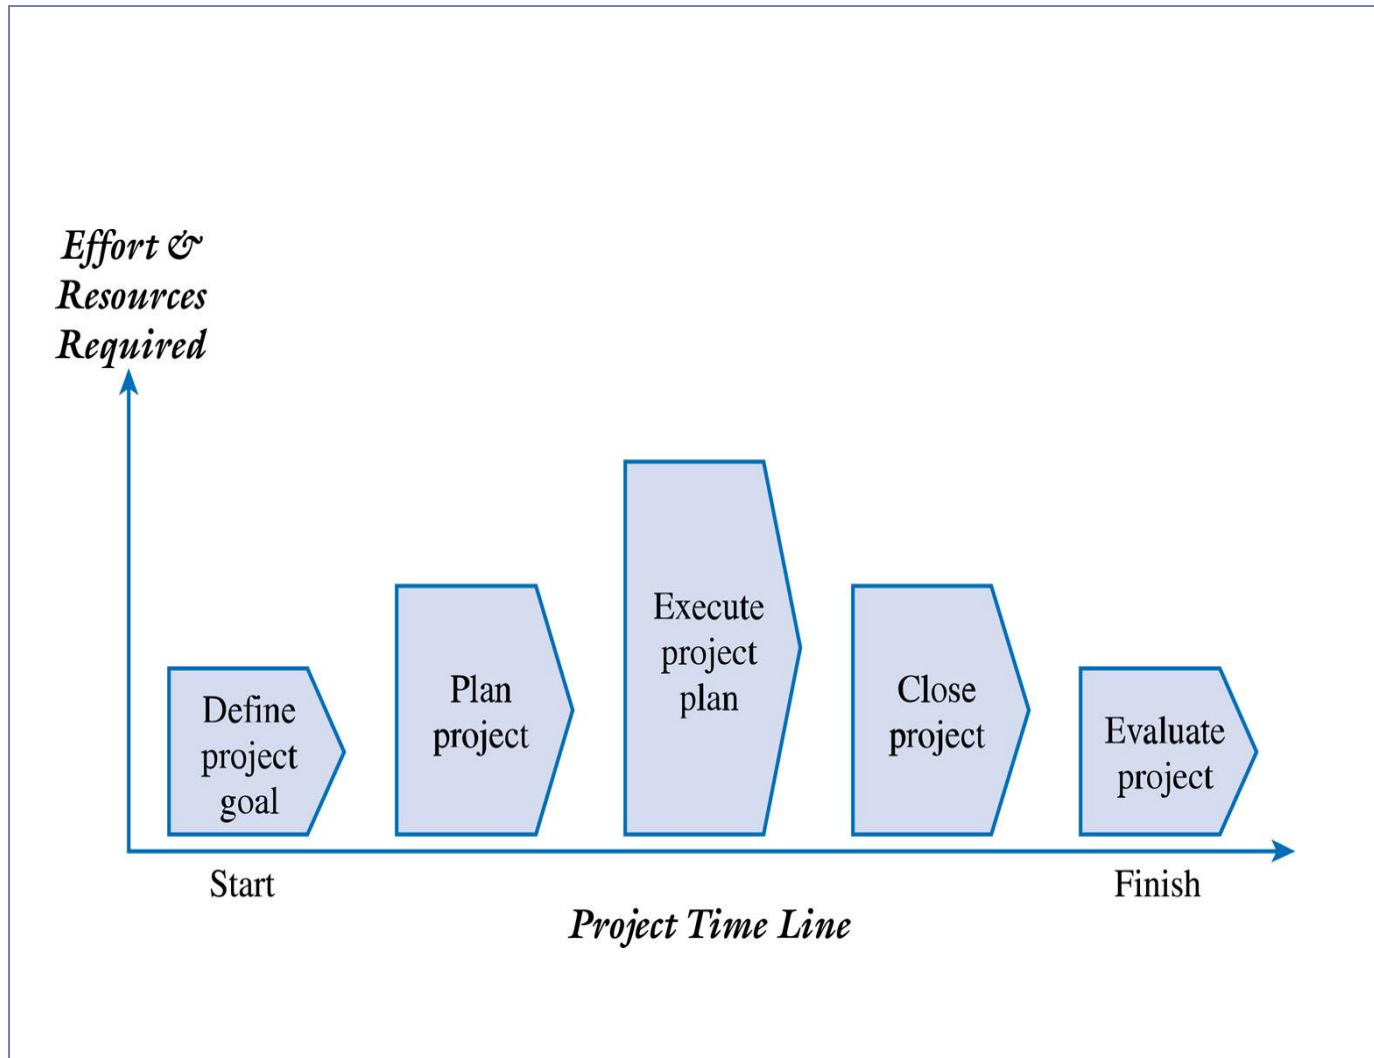 Effort &
Resources
Required
Define
project
goal
Plan
project
Execute
project
plan
Close
project
Evaluate
project
Start
Finish
Project Time Line